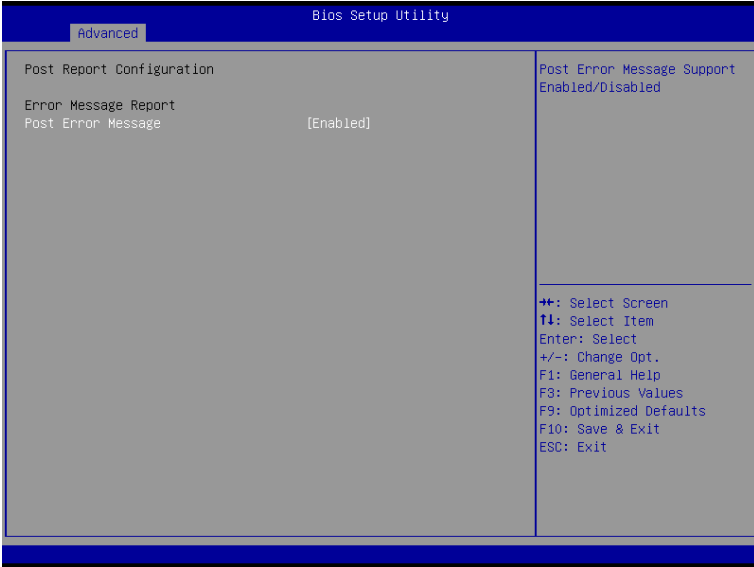 Bios Setup Utility
Advanced
Post Report Configuration
Error Message Report
Post Error Message [Enabled]
Post Error Message Support
Enabled/Disabled
→←: Select Screen
↑↓: Select Item
Enter: Select
+/-: Change Opt.
F1: General Help
F3: Previous Values
F9: Optimized Defaults
F10: Save & Exit
ESC: Exit